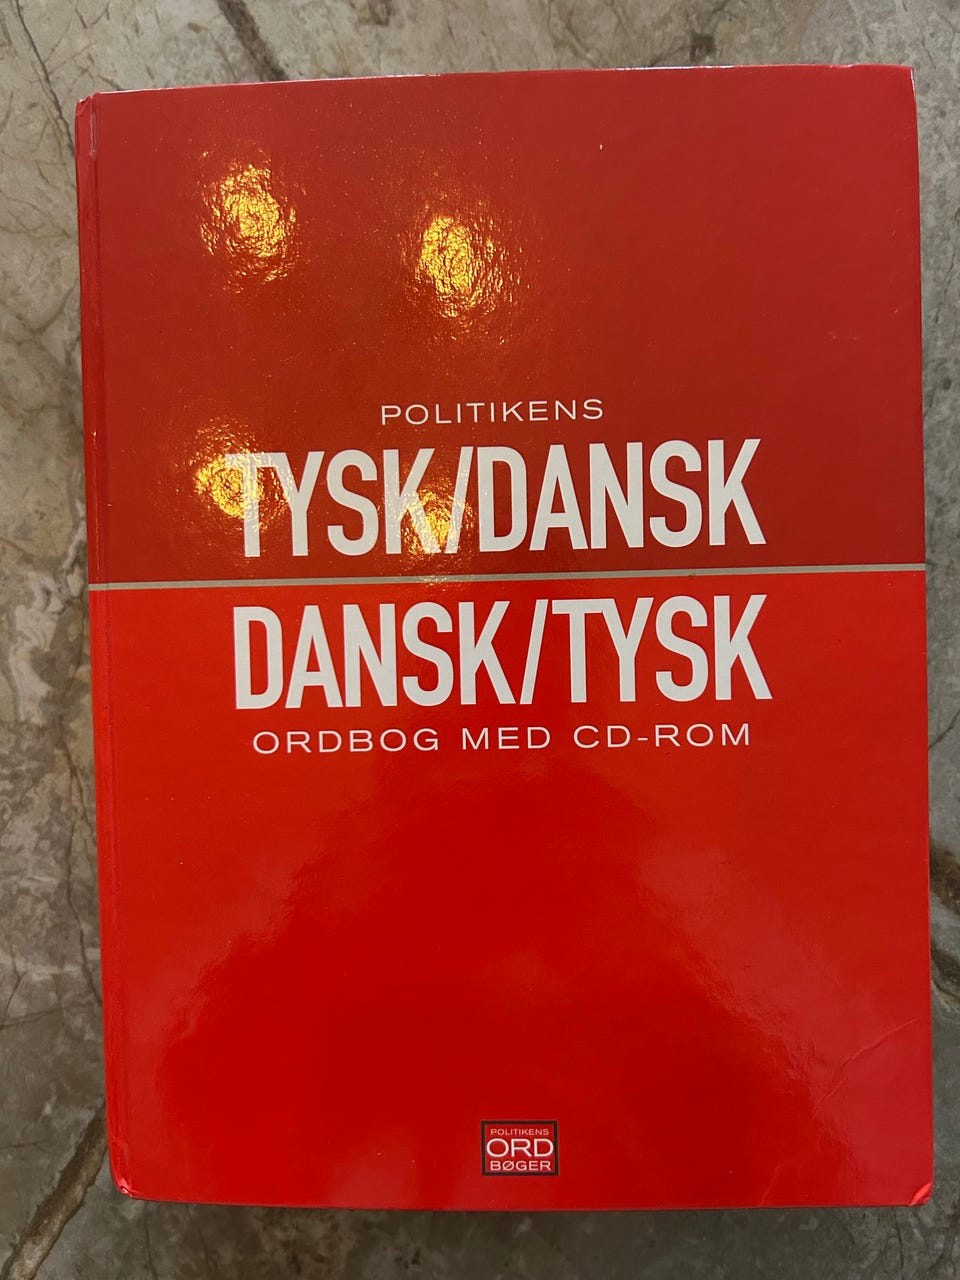 POLITIKENS
TYSK/DANSK
DANSK/TYSK
ORDBOG MED CD-ROM
POLITIKENS
ORD
BØGER